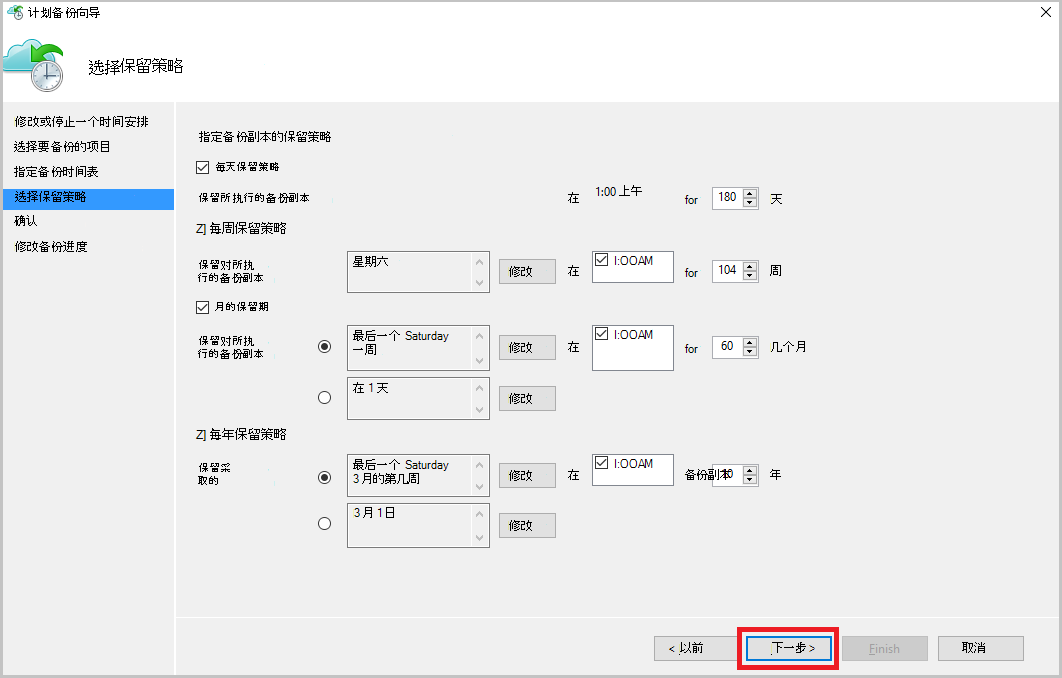 计划备份向导
选择保留策略
修改或停止一个时间安排
选择要备份的项目
指定备份时间表
选择保留策略
确认
修改备份进度
指定备份副本的保留策略
每天保留策略
保留所执行的备份副本 在 1:00 上午 for 180 天
Z] 每周保留策略
保留对所执
行的备份副本
星期六 修改 在 I:OOAM for 104 周
月的保留期
保留对所执
行的备份副本
最后一个 Saturday
一周
修改 在 I:OOAM for 60 几个月
在 1 天 修改
Z] 每年保留策略
保留采
取的
最后一个 Saturday
3 月的第几周
修改 在 I:OOAM 备份副本 10 年
3 月 1日 修改
< 以前 下一步 > Finish 取消